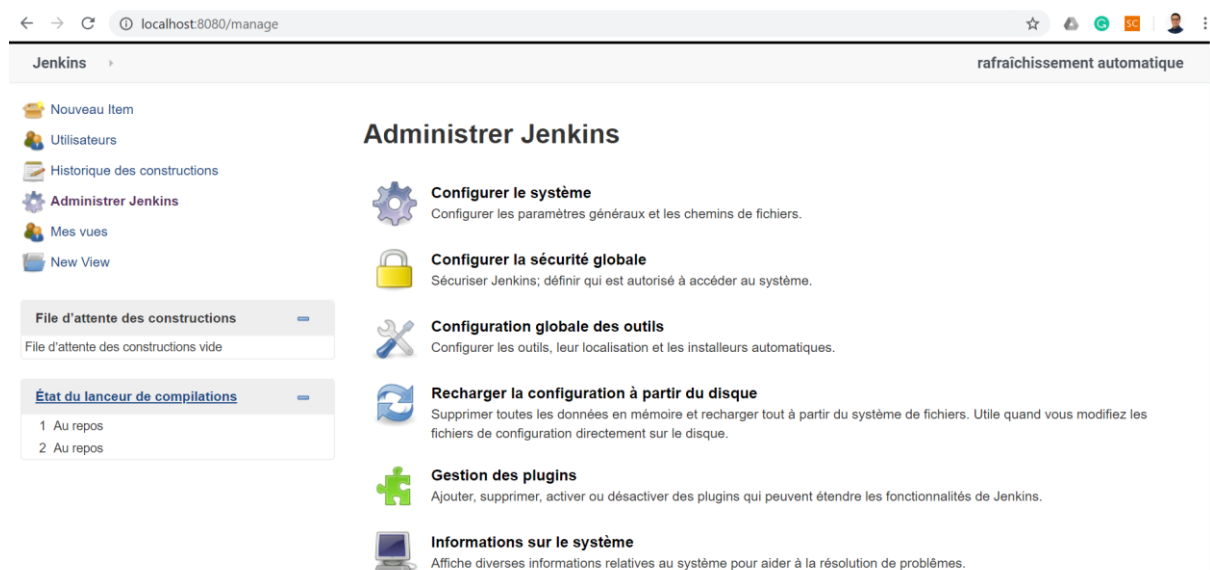 localhost:8080/manage
SC
Jenkins
rafraîchissement automatique
Nouveau Item
Utilisateurs
Historique des constructions
Administrer Jenkins
Mes vues
New View
File d'attente des constructions
File d'attente des constructions vide
État du lanceur de compilations
1 Au repos
2 Au repos
Administrer Jenkins
Configurer le système
Configurer les paramètres généraux et les chemins de fichiers.
Configurer la sécurité globale
Sécuriser Jenkins; définir qui est autorisé à accéder au système.
Configuration globale des outils
Configurer les outils, leur localisation et les installeurs automatiques.
Recharger la configuration à partir du disque
Supprimer toutes les données en mémoire et recharger tout à partir du système de fichiers. Utile quand vous modifiez les
fichiers de configuration directement sur le disque.
Gestion des plugins
Ajouter, supprimer, activer ou désactiver des plugins qui peuvent étendre les fonctionnalités de Jenkins.
Informations sur le système
Affiche diverses informations relatives au système pour aider à la résolution de problèmes.